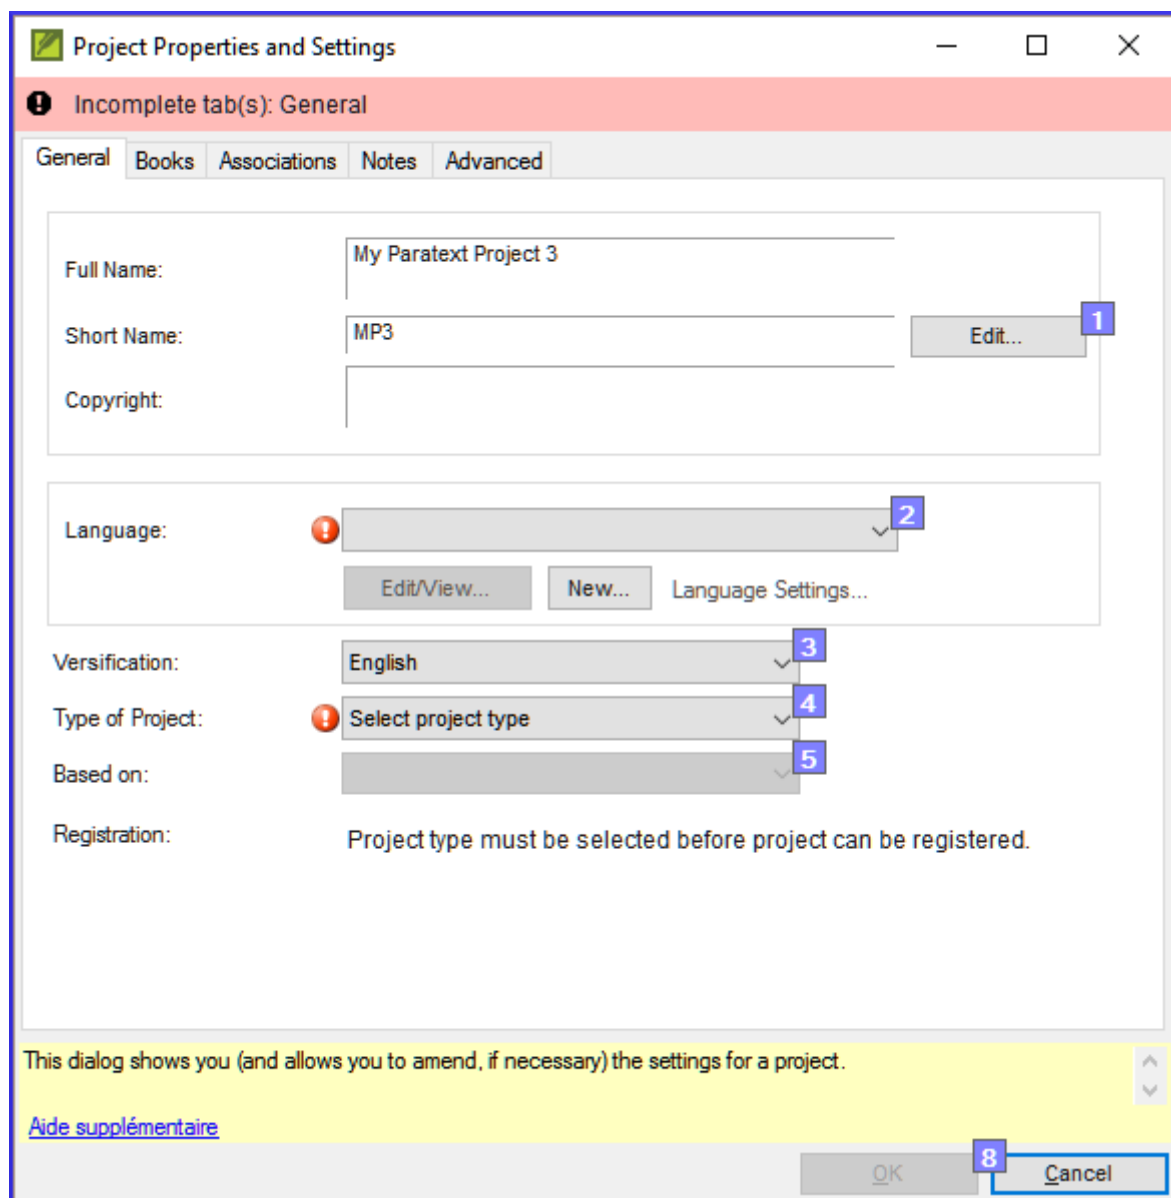 Project Properties and Settings
Incomplete tab(s): General
General Books Associations Notes Advanced
Full Name: My Paratext Project 3
1
Short Name: MP3 Edit...
Copyright:
2
Language:
Edit/View... New... Language Settings...
3
Versification: English
4
Type of Project: Select project type
5
Based on:
Registration: Project type must be selected before project can be registered.
This dialog shows you (and allows you to amend, if necessary) the settings for a project.
Aide supplémentaire
8
OK Cancel